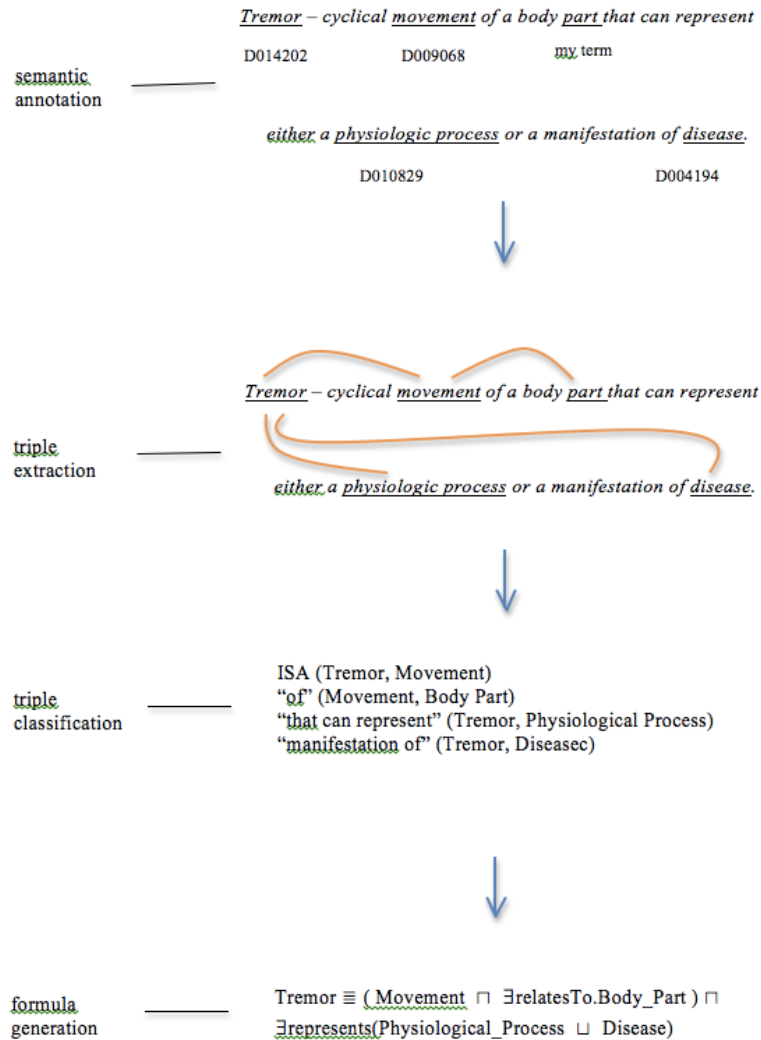 Tremor – cyclical movement of a body part that can represent
D014202 D009068 my term
semantic
annotation
either a physiologic process or a manifestation of disease.
D010829 D004194
Tremor – cyclical movement of a body part that can represent
triple
extraction
either a physiologic process or a manifestation of disease.
ISA (Tremor, Movement)
“of” (Movement, Body Part)
“that can represent” (Tremor, Physiological Process)
“manifestation of” (Tremor, Diseasec)
triple
classification
Tremor ≣ ( Movement ⊓ ∃relatesTo.Body_Part ) ⊓
∃represents(Physiological_Process ⊔ Disease)
formula
generation